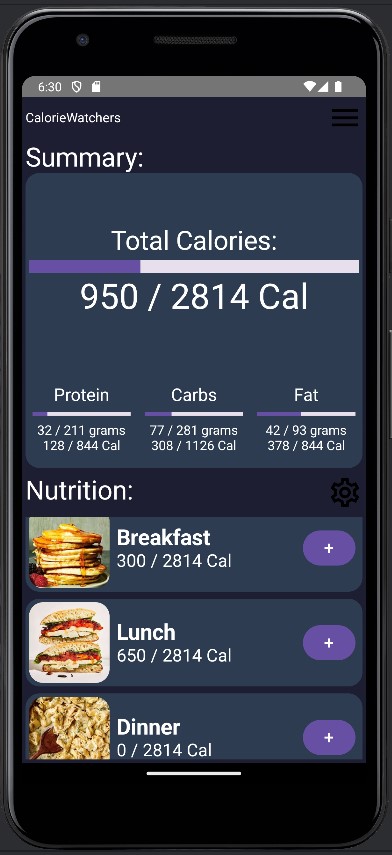 6:30
CalorieWatchers
Summary:
Total Calories:
950 / 2814 Cal
Protein
32 / 211 grams
128 / 844 Cal
Carbs
77 / 281 grams
308 / 1126 Cal
Fat
42 / 93 grams
378 / 844 Cal
Nutrition:
Breakfast
300 / 2814 Cal
+
Lunch
650 / 2814 Cal
+
Dinner
0 / 2814 Cal
+